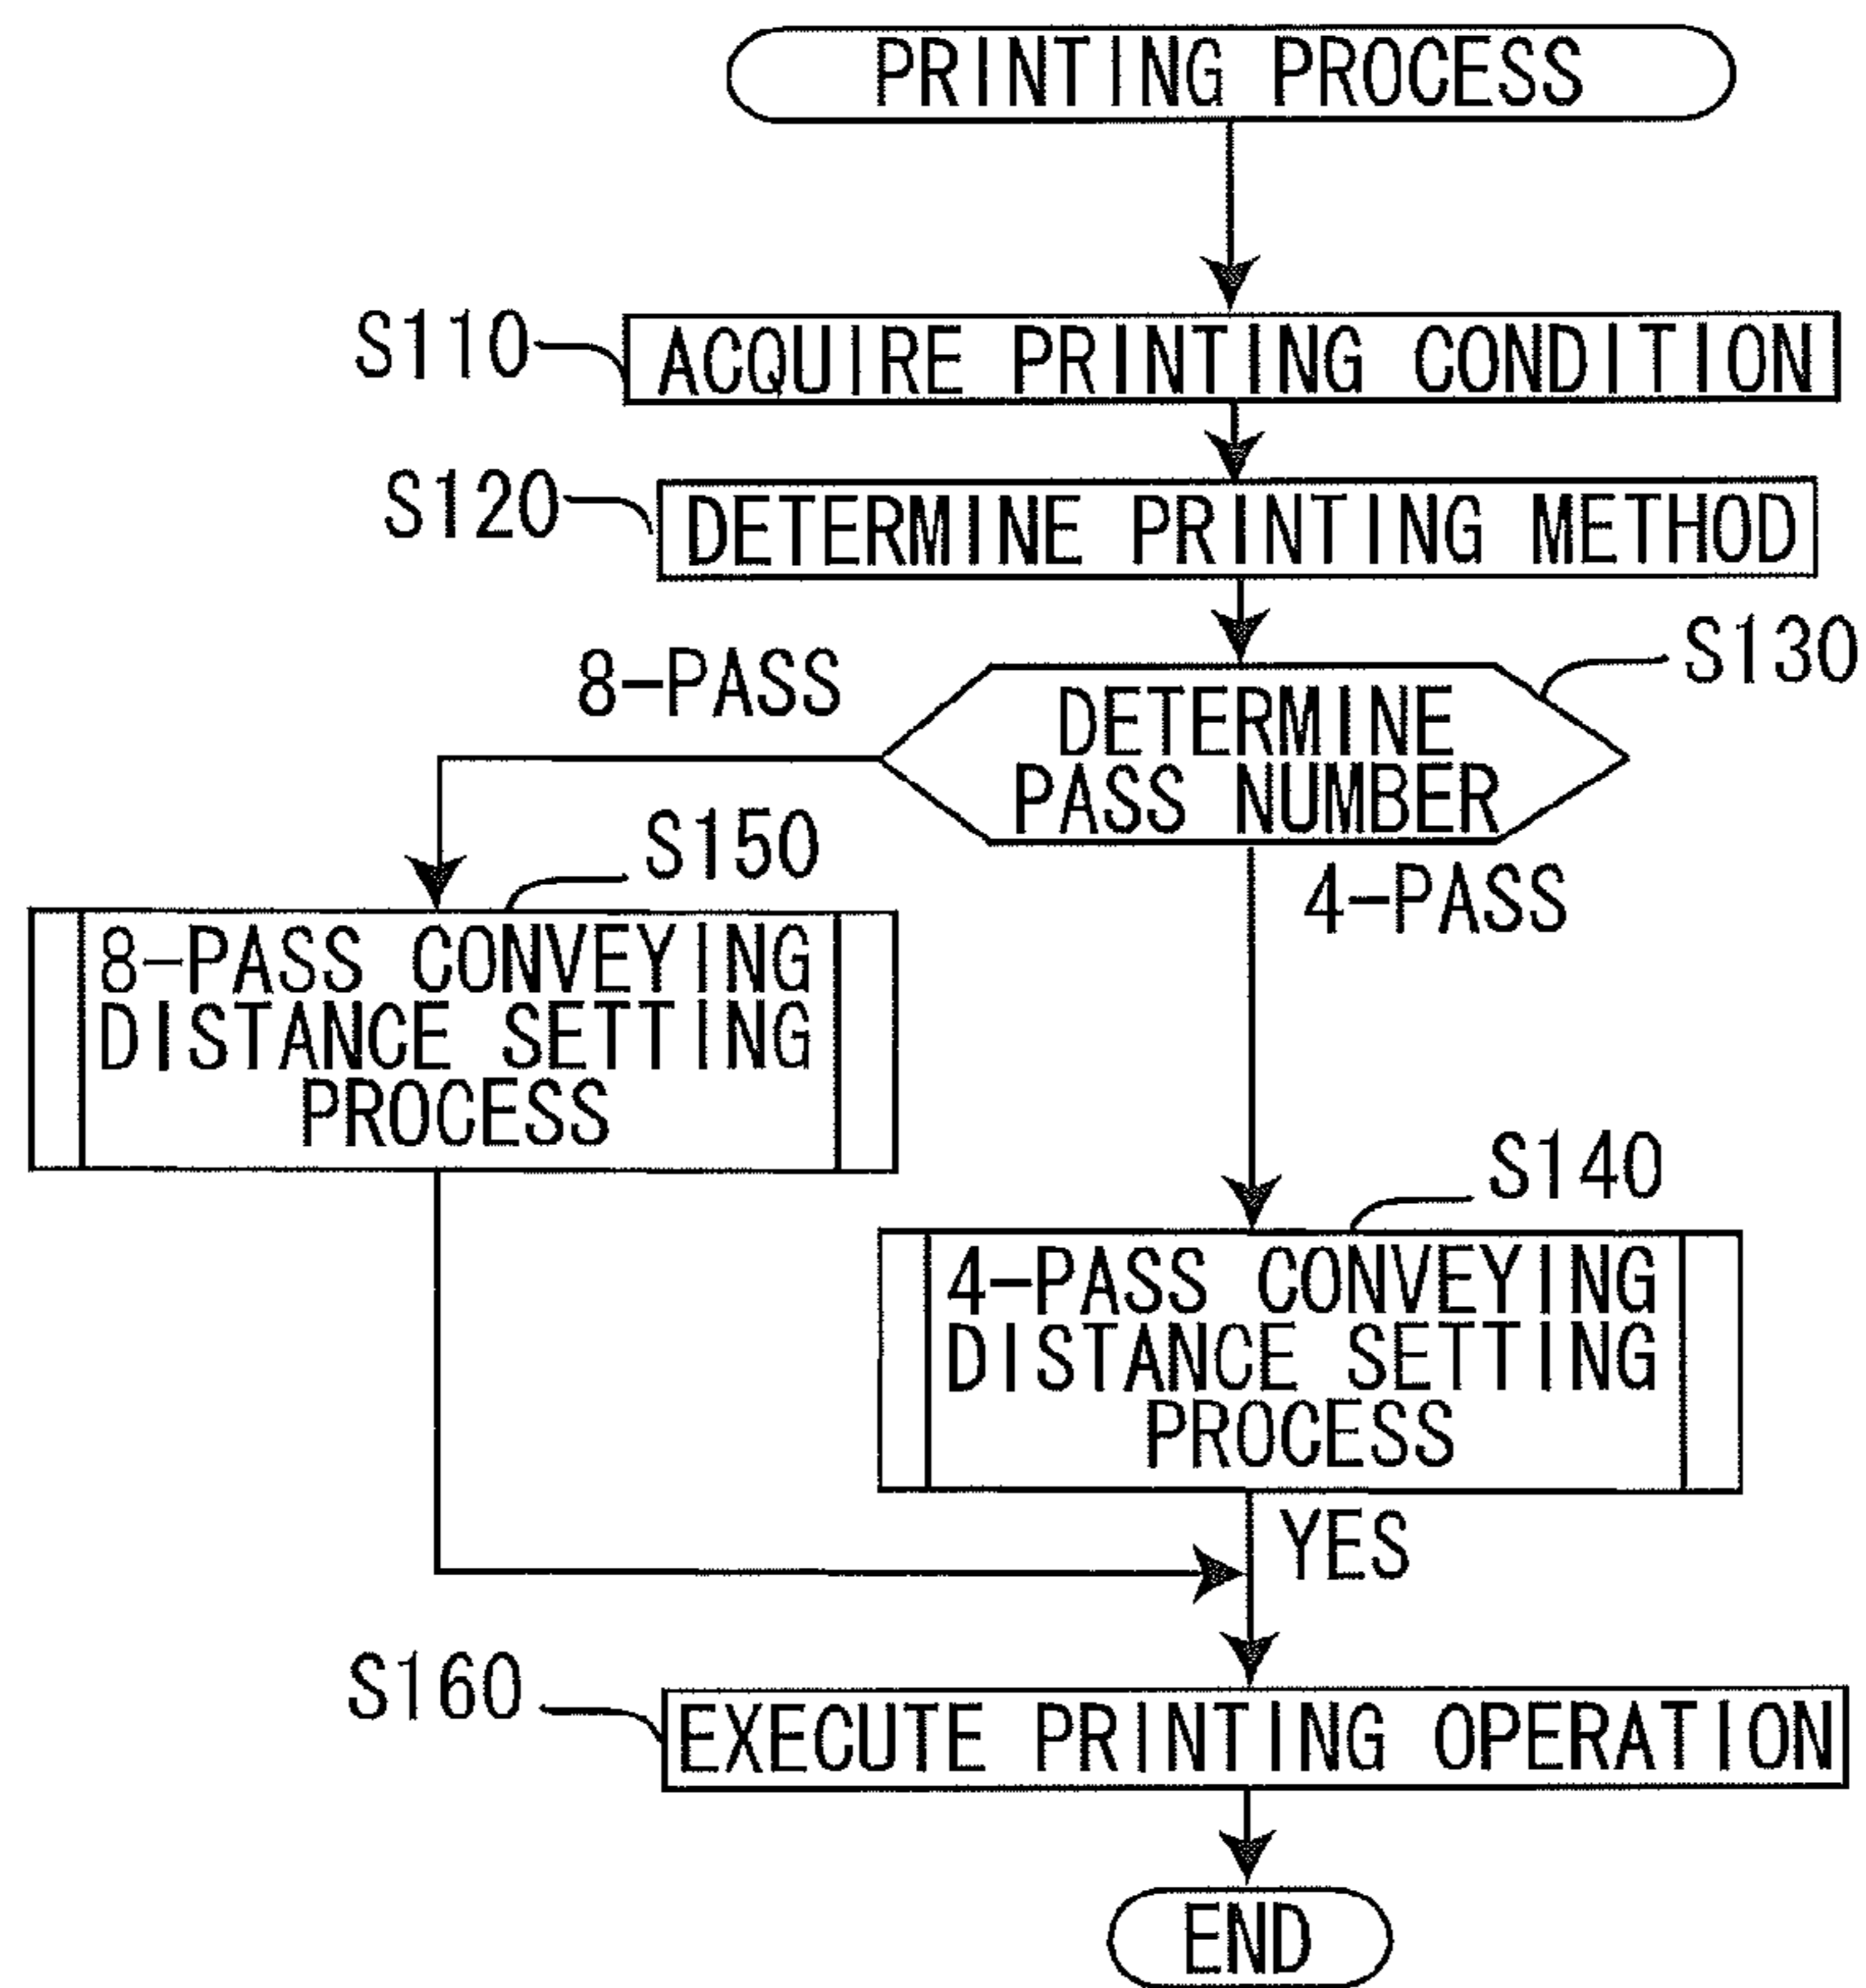 PRINTING PROCESS
S110
ACQUIRE PRINTING CONDITION
S120
DETERMINE PRINTING METHOD
S130
DETERMINE
PASS NUMBER
8-PASS
4-PASS
S150
8-PASS CONVEYING
DISTANCE SETTING
PROCESS
S140
4-PASS CONVEYING
DISTANCE SETTING
PROCESS
YES
S160
EXECUTE PRINTING OPERATION
END